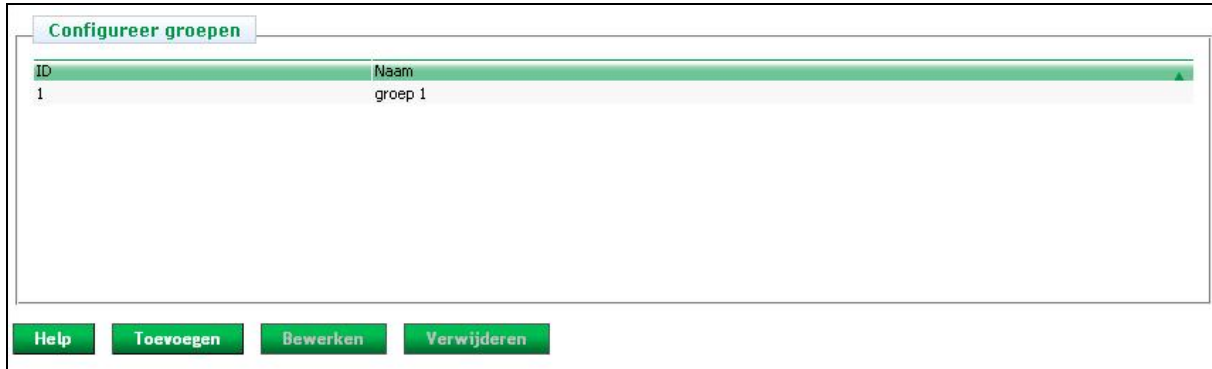 Configureer groepen
ID Naam
1 groep 1
Help Toevoegen Bewerken Verwijderen